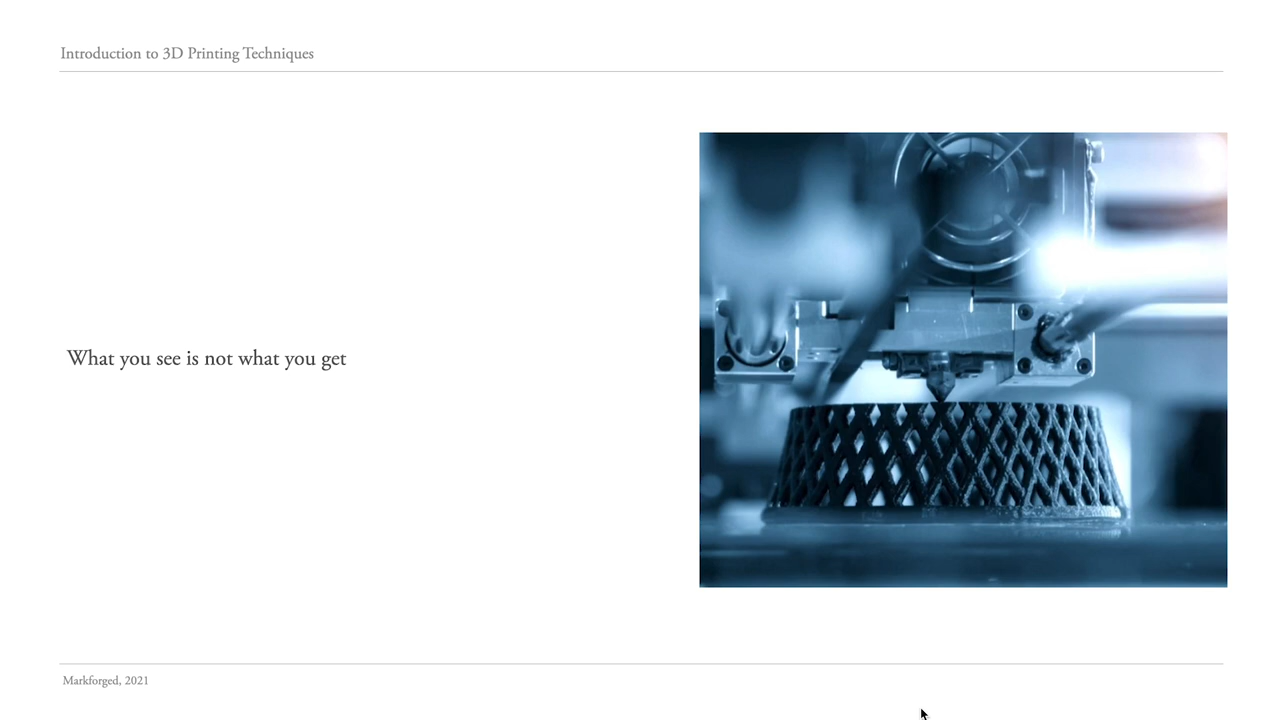 Introduction to 3D Printing Techniques
What you see is not what you get
Markforged, 2021